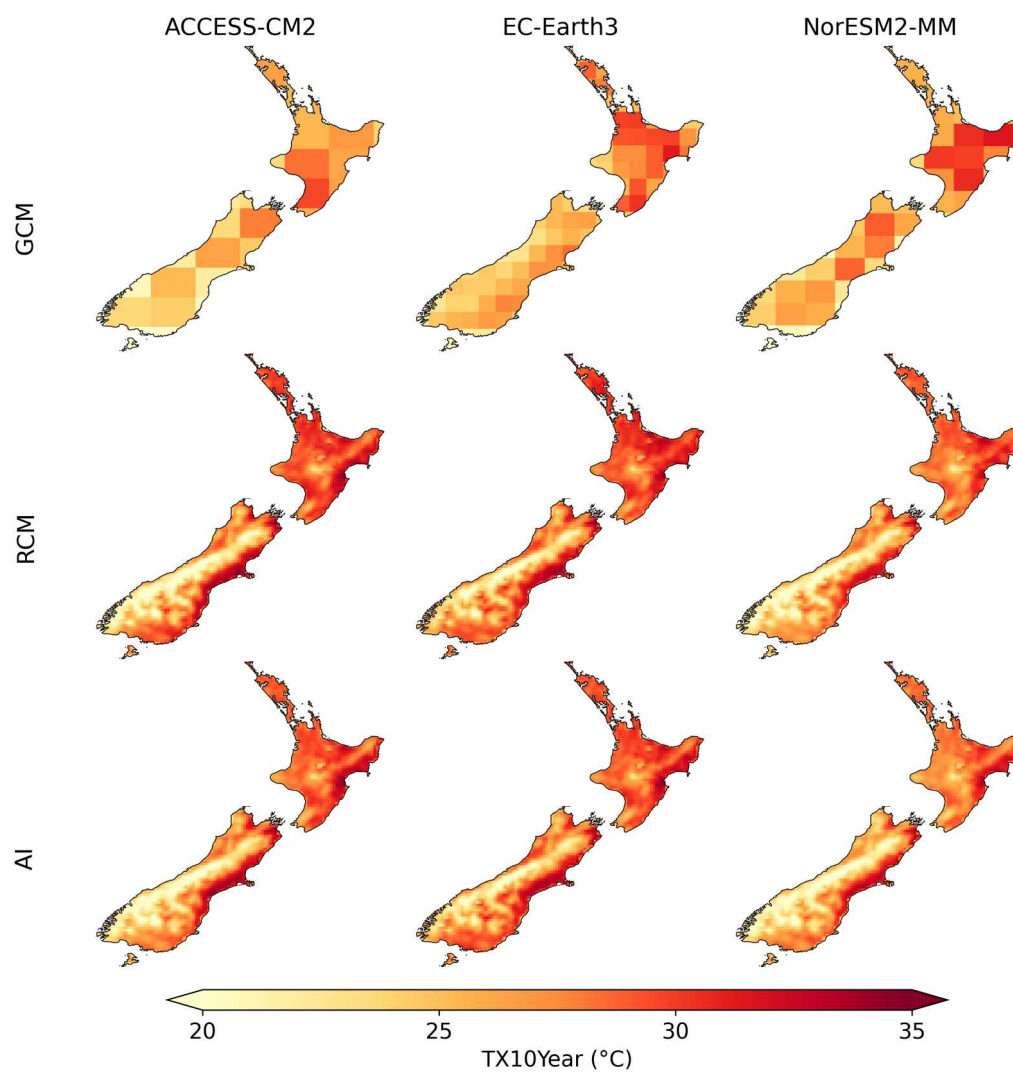 ACCESS-CM2 EC-Earth3 NorESM2-MM
GCM
RCM
AI
20 25 30 35
TX10Year (°C)